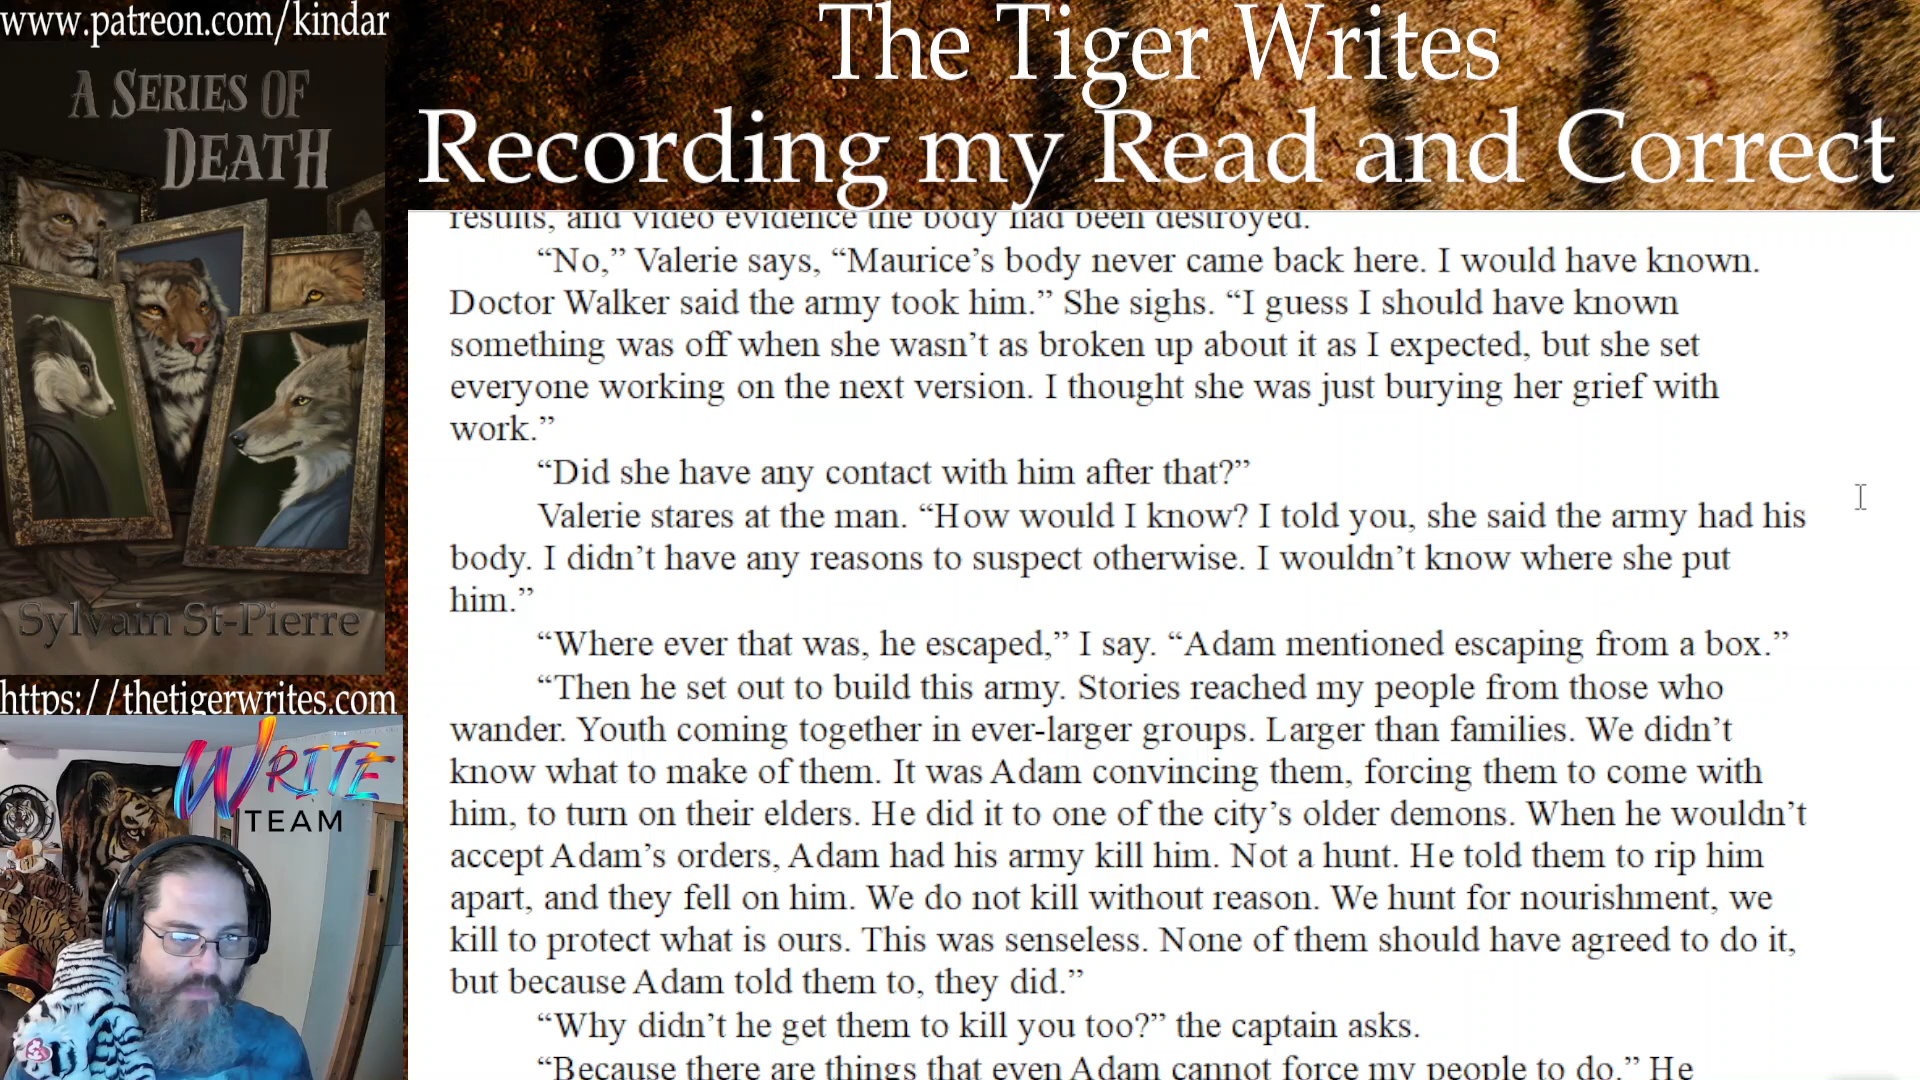 www.patreon.com/kindar
A SERIES OF
DEATH
Sylvain St-Pierre
https://thetigerwrites.com
WRITE
TEAM
The Tiger Writes
Recording my Read and Correct
results, and video evidence the body had been destroyed.
“No,” Valerie says, “Maurice’s body never came back here. I would have known.
Doctor Walker said the army took him.” She sighs. “I guess I should have known
something was off when she wasn’t as broken up about it as I expected, but she set
everyone working on the next version. I thought she was just burying her grief with
work.”
“Did she have any contact with him after that?”
Valerie stares at the man. “How would I know? I told you, she said the army had his
body. I didn’t have any reasons to suspect otherwise. I wouldn’t know where she put
him.”
“Where ever that was, he escaped,” I say. “Adam mentioned escaping from a box.”
“Then he set out to build this army. Stories reached my people from those who
wander. Youth coming together in ever-larger groups. Larger than families. We didn’t
know what to make of them. It was Adam convincing them, forcing them to come with
him, to turn on their elders. He did it to one of the city’s older demons. When he wouldn’t
accept Adam’s orders, Adam had his army kill him. Not a hunt. He told them to rip him
apart, and they fell on him. We do not kill without reason. We hunt for nourishment, we
kill to protect what is ours. This was senseless. None of them should have agreed to do it,
but because Adam told them to, they did.”
“Why didn’t he get them to kill you too?” the captain asks.
“Because there are things that even Adam cannot force my people to do.” He